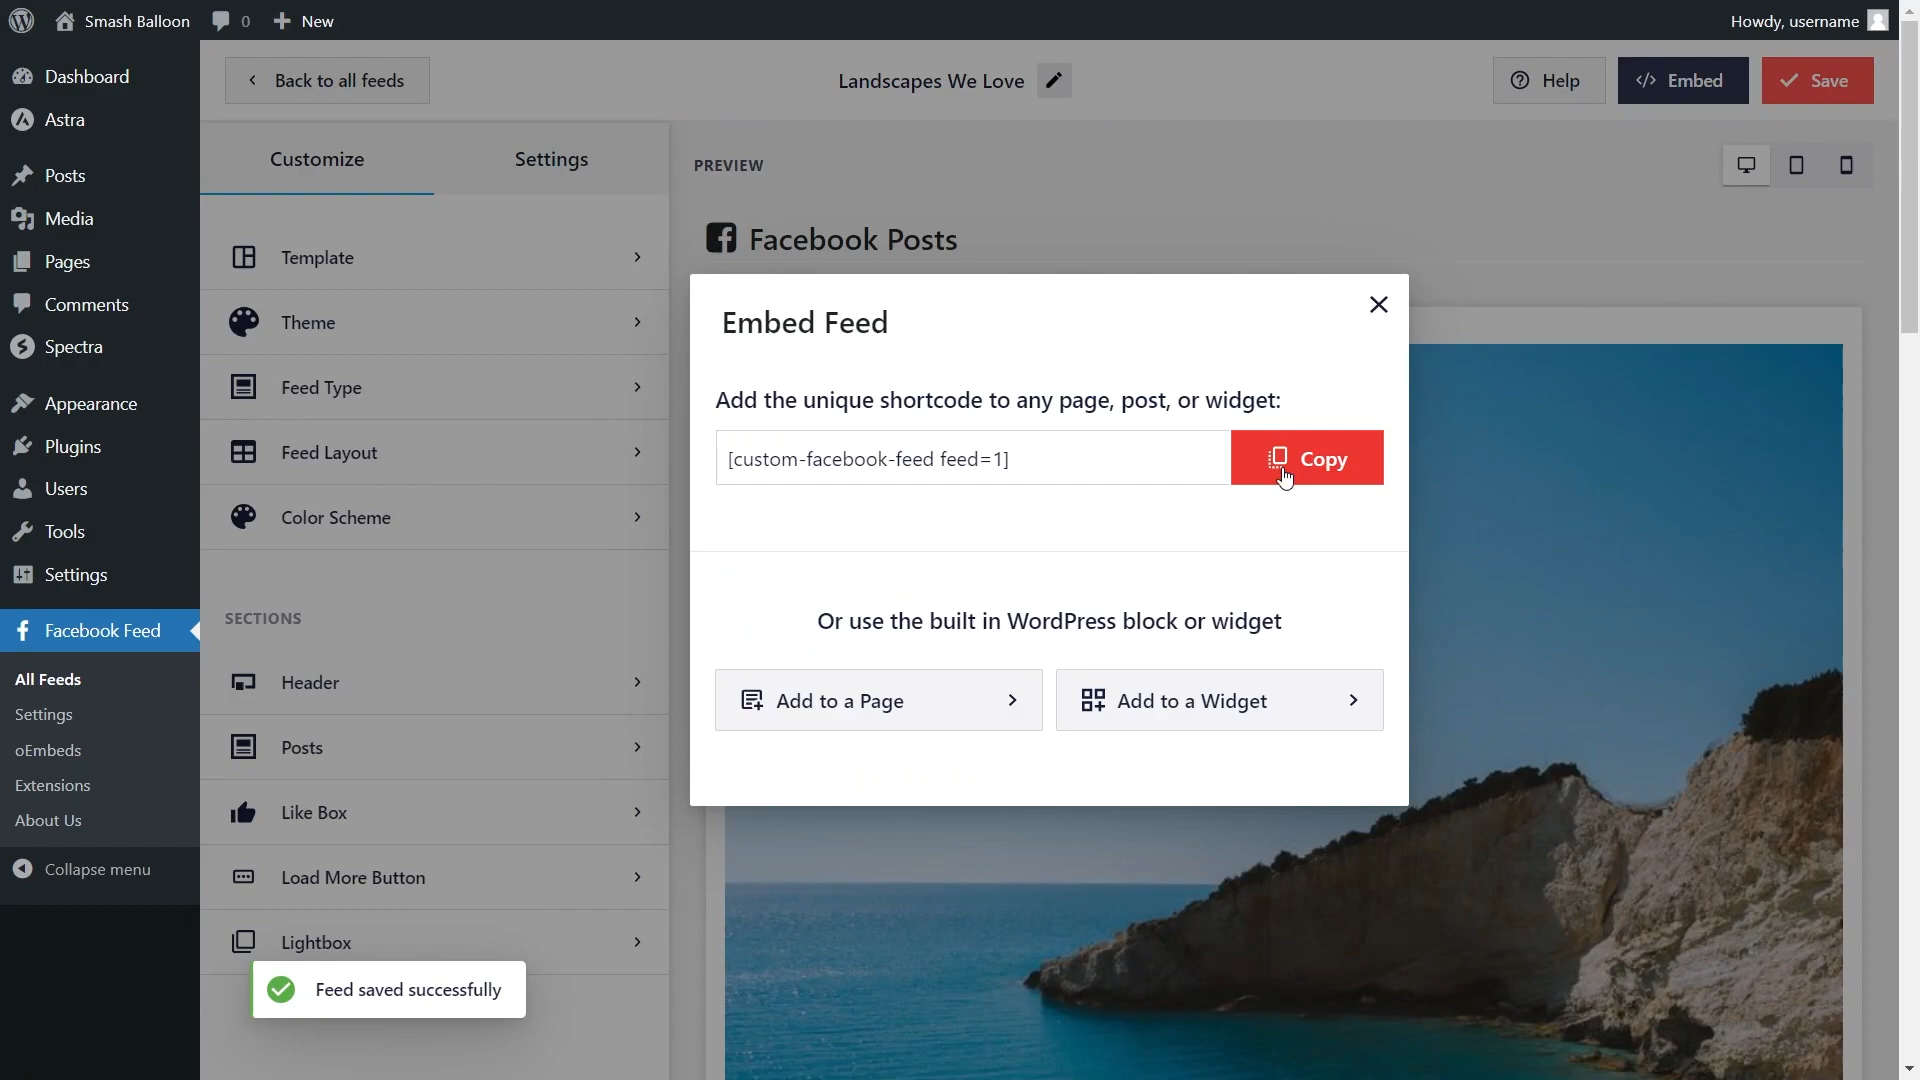 Smash Balloon
0
New
Howdy, username
Dashboard
Astra
Posts
Media
Pages
Comments
Spectra
Appearance
Plugins
Users
Tools
Settings
Facebook Feed
All Feeds
Settings
oEmbeds
Extensions
About Us
Collapse menu
Back to all feeds
Landscapes We Love
Help
Embed
Save
Customize
Settings
Template
Theme
Feed Type
Feed Layout
Color Scheme
SECTIONS
Header
Posts
Like Box
Load More Button
Lightbox
Feed saved successfully
PREVIEW
Facebook Posts
Embed Feed
Add the unique shortcode to any page, post, or widget:
[custom-facebook-feed feed=1]
Copy
Or use the built in WordPress block or widget
Add to a Page
Add to a Widget